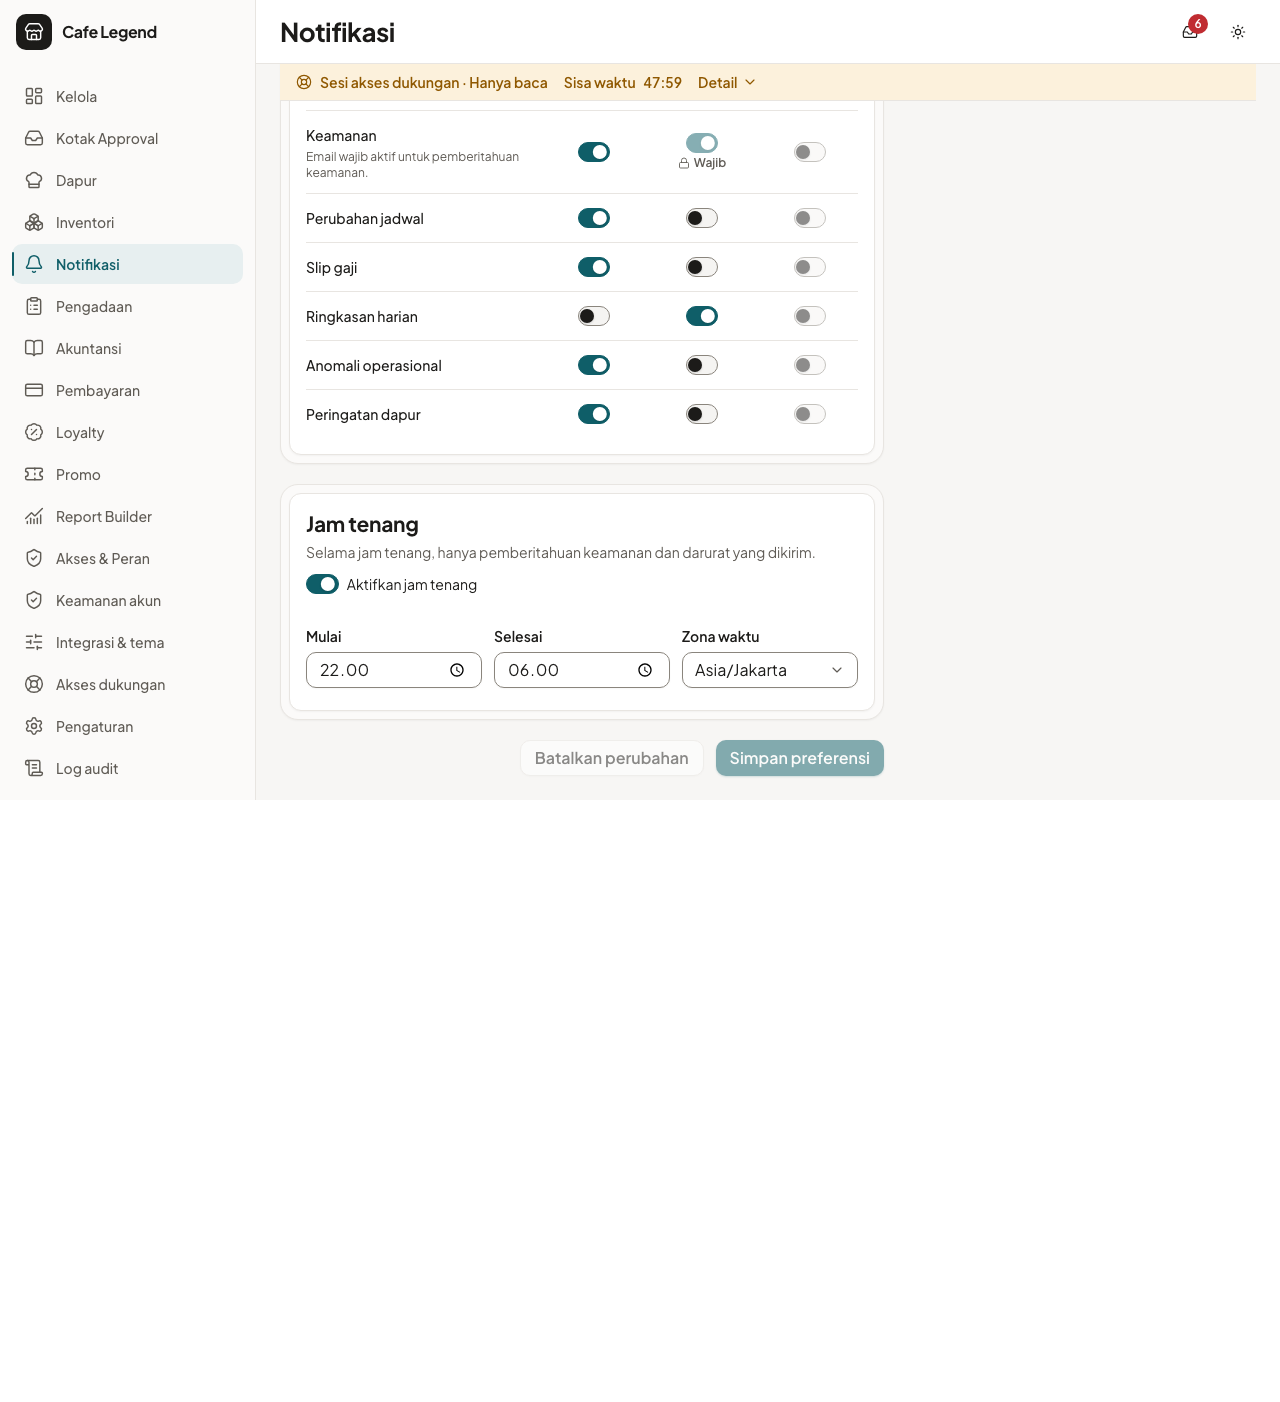 Cafe Legend
Kelola
Kotak Approval
Dapur
Inventori
Notifikasi
Pengadaan
Akuntansi
Pembayaran
Loyalty
Promo
Report Builder
Akses & Peran
Keamanan akun
Integrasi & tema
Akses dukungan
Pengaturan
Log audit
Notifikasi
6
Sesi akses dukungan · Hanya baca Sisa waktu 47:59 Detail
Keamanan
Email wajib aktif untuk pemberitahuan
keamanan.
Wajib
Perubahan jadwal
Slip gaji
Ringkasan harian
Anomali operasional
Peringatan dapur
Jam tenang
Selama jam tenang, hanya pemberitahuan keamanan dan darurat yang dikirim.
Aktifkan jam tenang
Mulai Selesai Zona waktu
22.00 06.00 Asia/Jakarta
Batalkan perubahan Simpan preferensi